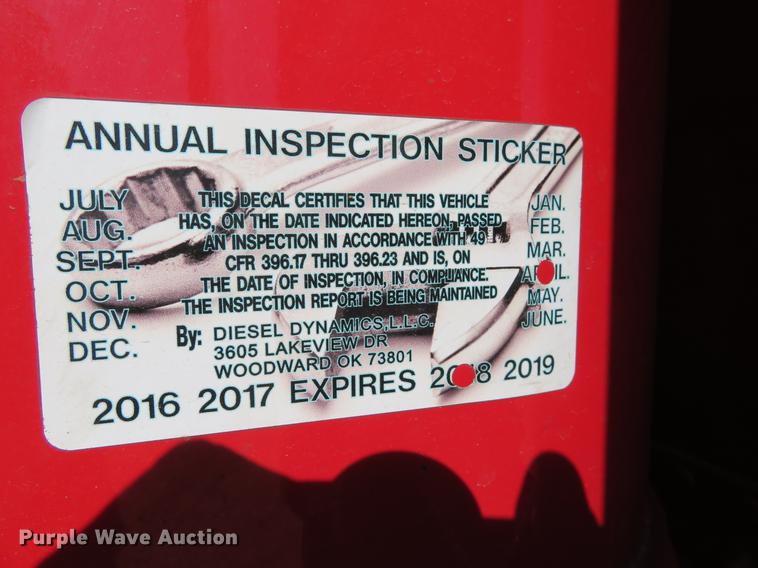 ANNUAL INSPECTION STICKER
JULY
AUG.
SEPT.
OCT.
NOV.
DEC.
THIS DECAL CERTIFIES THAT THIS VEHICLE
HAS, ON THE DATE INDICATED HEREON, PASSED
AN INSPECTION IN ACCORDANCE WITH 49
CFR 396.17 THRU 396.23 AND IS, ON
THE DATE OF INSPECTION, IN COMPLIANCE.
THE INSPECTION REPORT IS BEING MAINTAINED
By: DIESEL DYNAMICS, L.L.C.
3605 LAKEVIEW DR
WOODWARD OK 73801
JAN.
FEB.
MAR.
APRIL.
MAY.
JUNE.
2016 2017 EXPIRES 2018 2019
Purple Wave Auction